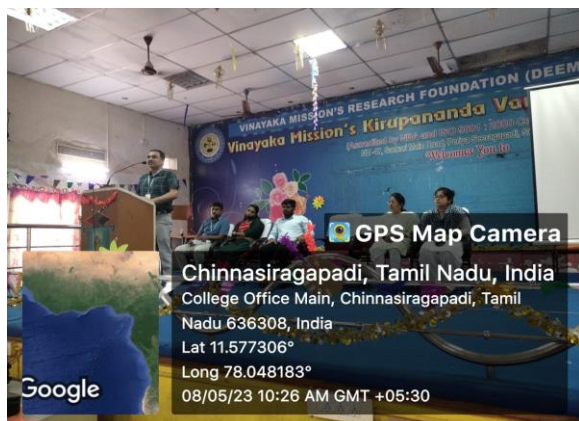 VINAYAKA MISSION'S RESEARCH FOUNDATION (DEEM
Vinayaka Mission's Kirupananda Va
Welcomes You to
GPS Map Camera
Chinnasiragapadi, Tamil Nadu, India
College Office Main, Chinnasiragapadi, Tamil
Nadu 636308, India
Lat 11.577306°
Long 78.048183°
08/05/23 10:26 AM GMT +05:30
Google